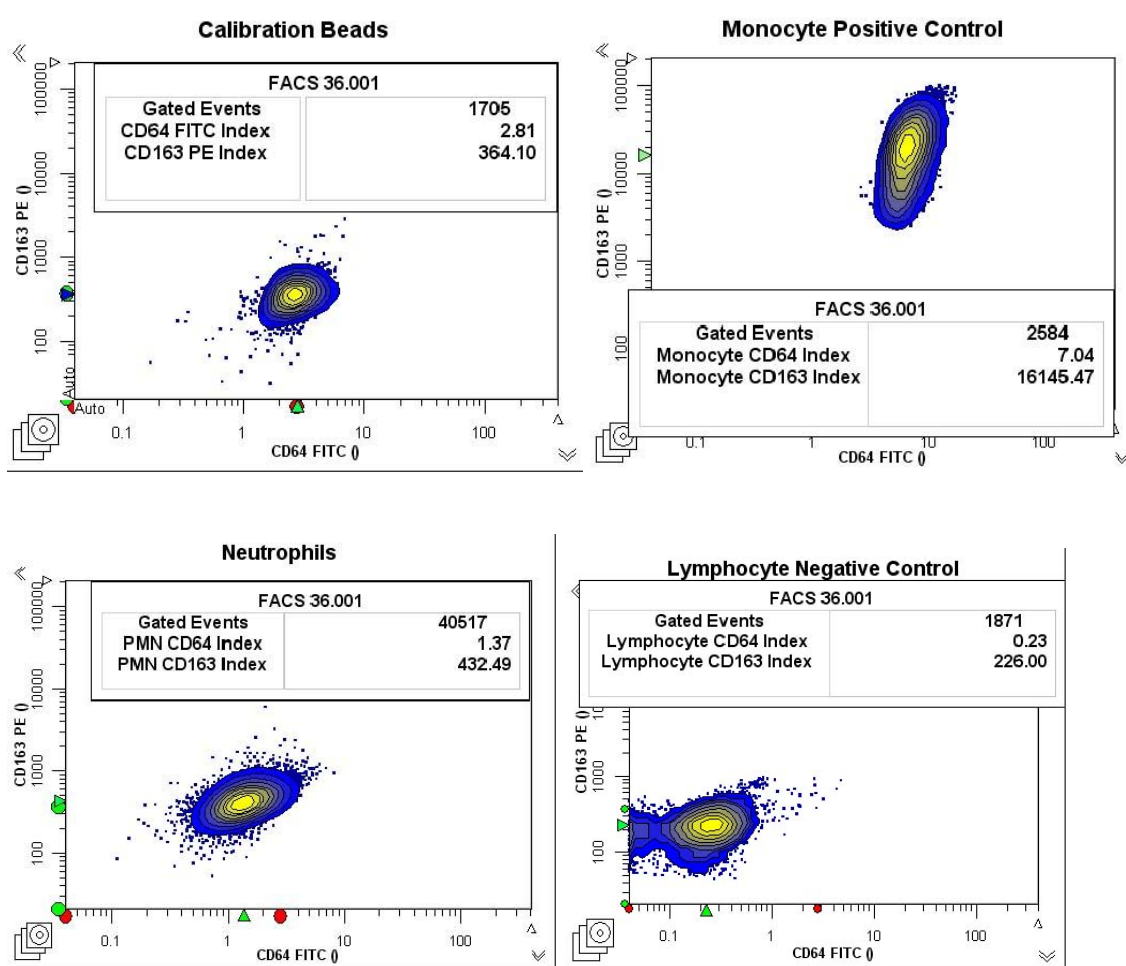 Calibration Beads
FACS 36.001
Gated Events 1705
CD64 FITC Index 2.81
CD163 PE Index 364.10
CD163 PE ()
100000
10000
1000
100
Auto
Auto
0.1 1 10 100
CD64 FITC ()
Monocyte Positive Control
CD163 PE ()
100000
10000
1000
100
FACS 36.001
Gated Events 2584
Monocyte CD64 Index 7.04
Monocyte CD163 Index 16145.47
0.1 1 10 100
CD64 FITC ()
Neutrophils
FACS 36.001
Gated Events 40517
PMN CD64 Index 1.37
PMN CD163 Index 432.49
CD163 PE ()
100000
10000
1000
100
0.1 1 10 100
CD64 FITC ()
Lymphocyte Negative Control
FACS 36.001
Gated Events 1871
Lymphocyte CD64 Index 0.23
Lymphocyte CD163 Index 226.00
CD163 PE ()
1000
100
0.1 1 10 100
CD64 FITC ()